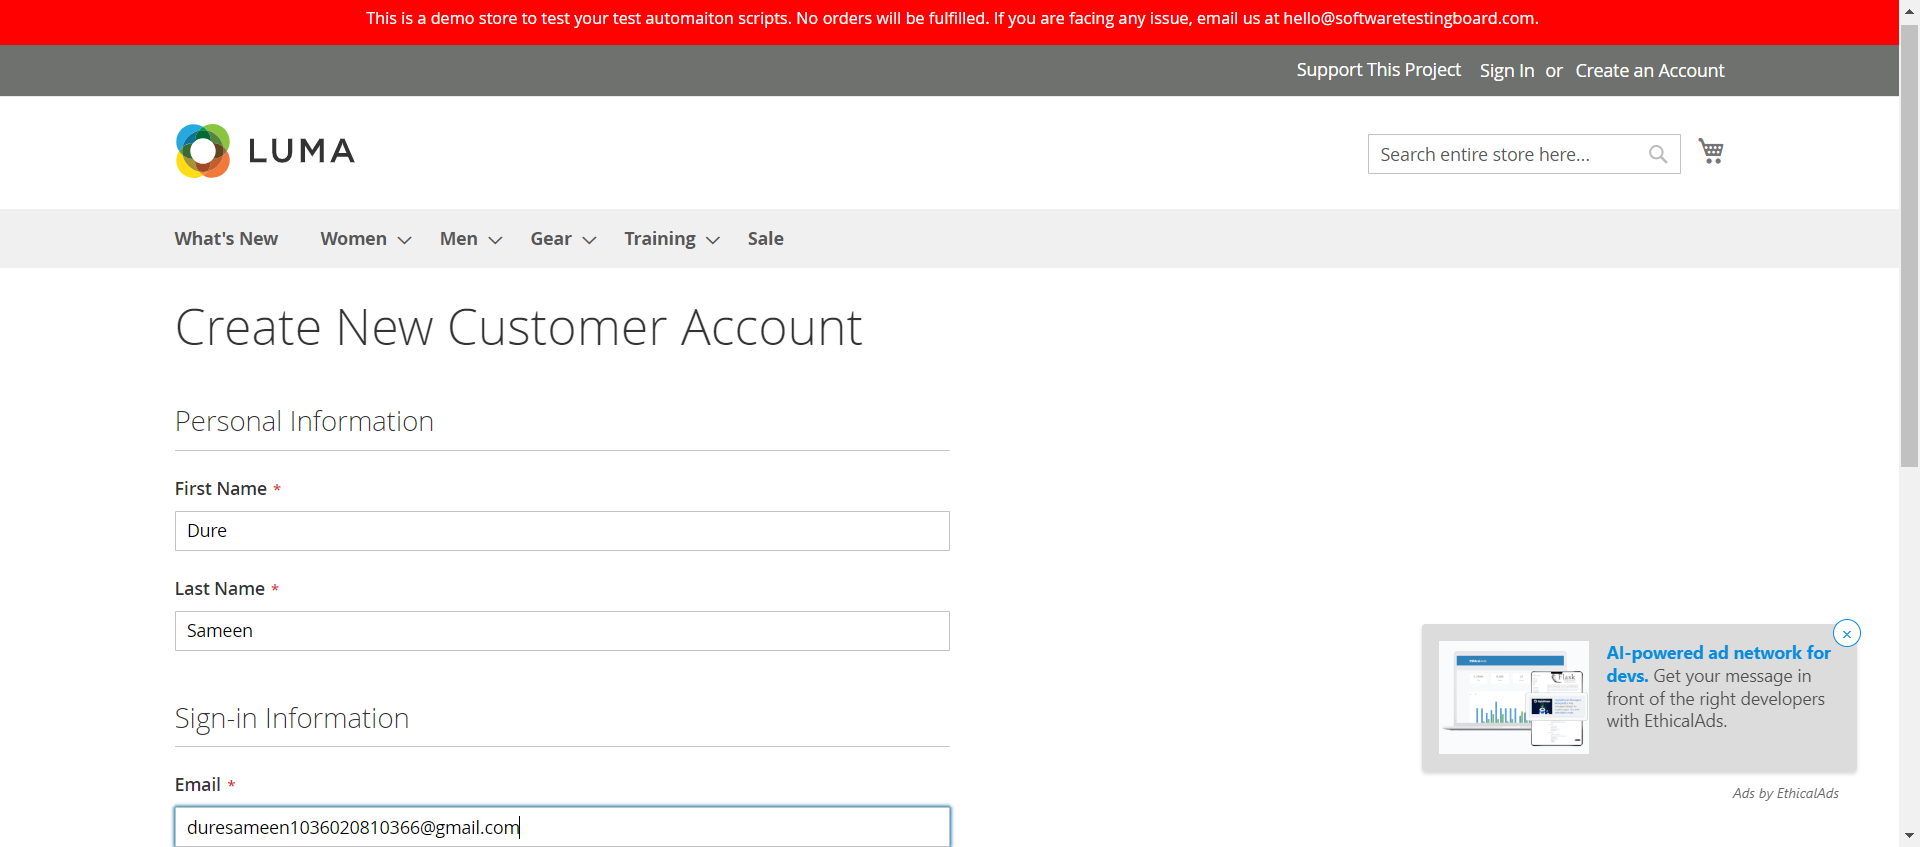 This is a demo store to test your test automaiton scripts. No orders will be fulfilled. If you are facing any issue, email us at hello@softwaretestingboard.com.
Support This Project Sign In or Create an Account
LUMA
Search entire store here...
What's New Women Men Gear Training Sale
Create New Customer Account
Personal Information
First Name *
Dure
Last Name *
Sameen
Sign-in Information
Email *
duresameen1036020810366@gmail.com
AI-powered ad network for
devs. Get your message in
front of the right developers
with EthicalAds.
Ads by EthicalAds